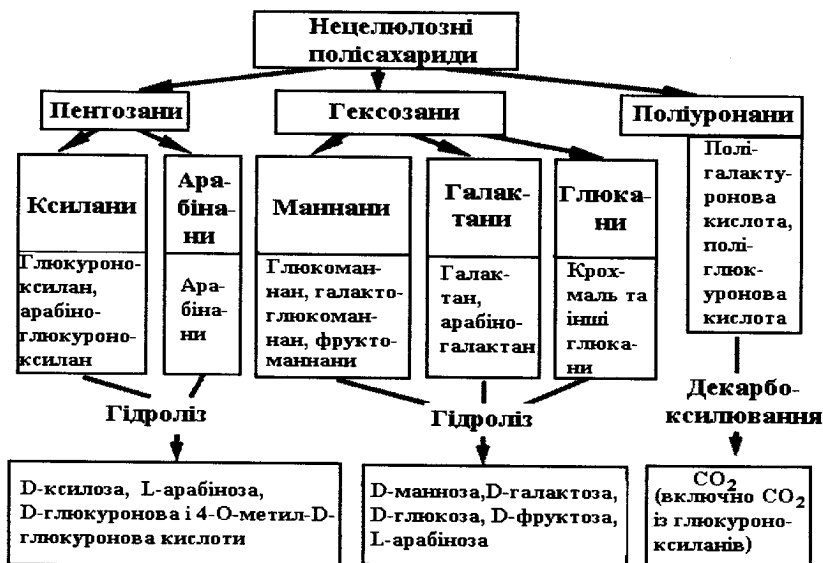 Нецелюлозні
полісахариди
Пентозани
Гексозани
Поліуронани
Ксилани
Ара-
біна-
ни
Маннани
Галак-
тани
Глюка-
ни
Полі-
галакту-
ронова
кислота,
полі-
глюк-
уронова
кислота
Глюкуроно-
ксилан,
арабіно-
глюкуроно-
ксилан
Ара-
біна-
ни
Глюкоман-
нан, галакто-
глюкоман-
нан, фрукто-
маннани
Галак-
тан,
арабіно-
галактан
Крох-
маль та
інші
глюка-
ни
Гідроліз
Гідроліз
Декарбо-
ксилювання
D-ксилоза, L-арабіноза,
D-глюкуронова і 4-О-метил-D-
глюкуронова кислоти
D-манноза,D-галактоза,
D-глюкоза, D-фруктоза,
L-арабіноза
CO2
(включно CO2
із глюкуроно-
ксиланів)